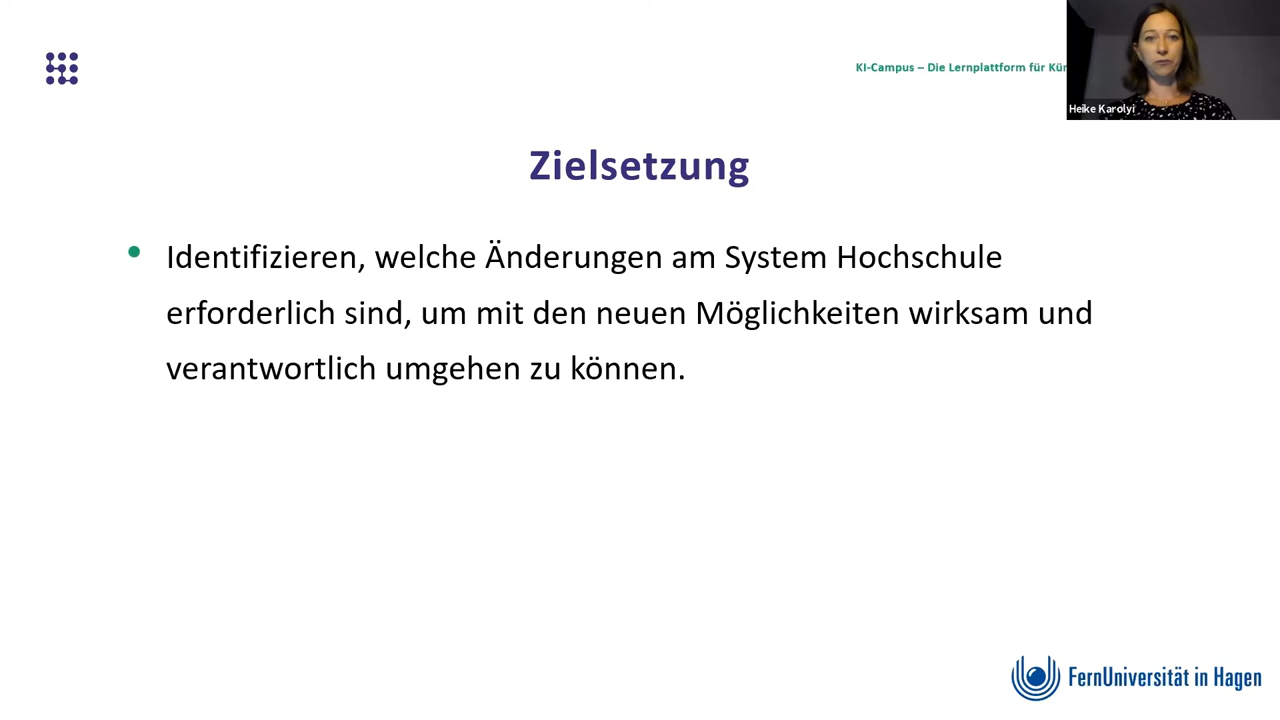 KI-Campus – Die Lernplattform für
Heike Karolyi
Zielsetzung
• Identifizieren, welche Änderungen am System Hochschule
erforderlich sind, um mit den neuen Möglichkeiten wirksam und
verantwortlich umgehen zu können.
FernUniversität in Hagen